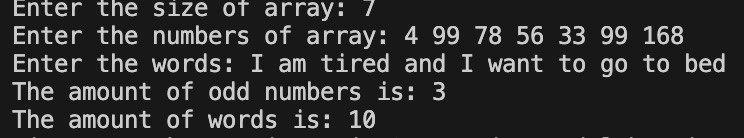 Enter the size of array: 7
Enter the numbers of array: 4 99 78 56 33 99 168
Enter the words: I am tired and I want to go to bed
The amount of odd numbers is: 3
The amount of words is: 10